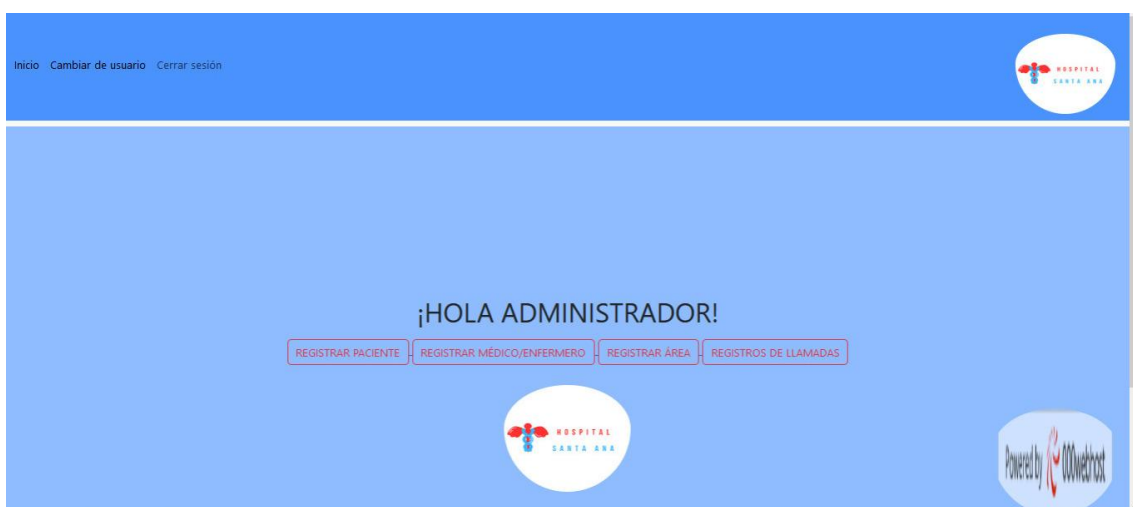 Inicio Cambiar de usuario Cerrar sesión
HOSPITAL
SANTA ANA
¡HOLA ADMINISTRADOR!
REGISTRAR PACIENTE REGISTRAR MÉDICO/ENFERMERO REGISTRAR ÁREA REGISTROS DE LLAMADAS
HOSPITAL
SANTA ANA
Powered by 000webhost